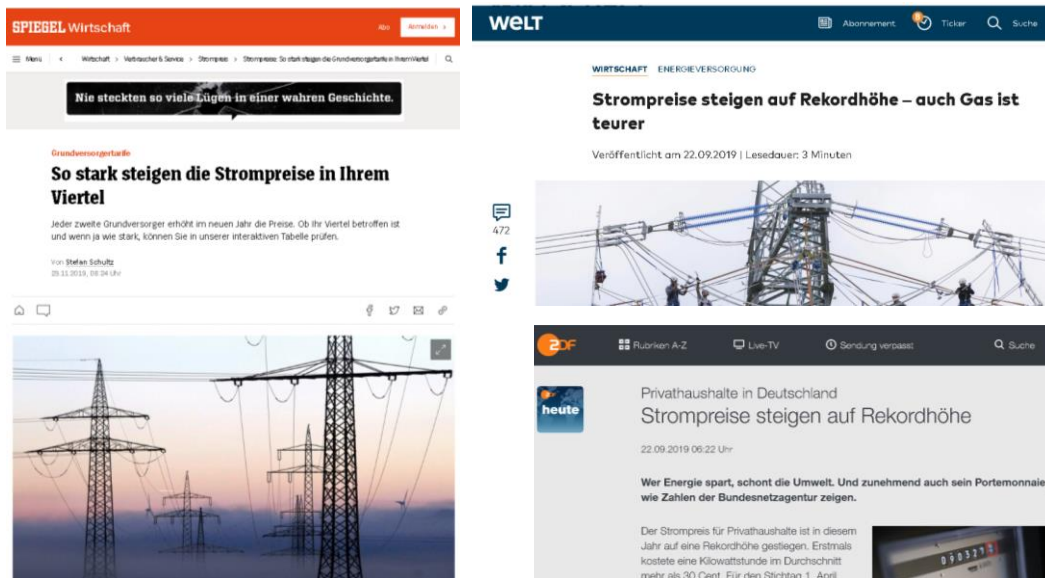 SPIEGEL Wirtschaft
Abo
Anmelden
Menü
Wirtschaft > Verbraucher & Service > Strompreis > Strompreise: So stark steigen die Grundversorgertarife in Ihrem Viertel
Nie steckten so viele Lügen in einer wahren Geschichte.
Grundversorgertarife
So stark steigen die Strompreise in Ihrem
Viertel
Jeder zweite Grundversorger erhöht im neuen Jahr die Preise. Ob Ihr Viertel betroffen ist
und wenn ja wie stark, können Sie in unserer interaktiven Tabelle prüfen.
Von Stefan Schultz
WELT
Abonnement
Ticker
Suche
WIRTSCHAFT ENERGIEVERSORGUNG
Strompreise steigen auf Rekordhöhe – auch Gas ist
teurer
Veröffentlicht am 22.09.2019 | Lesedauer: 3 Minuten
472
ZDF
Rubriken A-Z
Live-TV
Sendung verpasst
Suche
heute
Privathaushalte in Deutschland
Strompreise steigen auf Rekordhöhe
22.09.2019 06:22 Uhr
Wer Energie spart, schont die Umwelt. Und zunehmend auch sein Portemonnaie
wie Zahlen der Bundesnetzagentur zeigen.
Der Strompreis für Privathaushalte ist in diesem
Jahr auf eine Rekordhöhe gestiegen. Erstmals
kostete eine Kilowattstunde im Durchschnitt
mehr als 30 Cent. Für den Stichtag 1. April